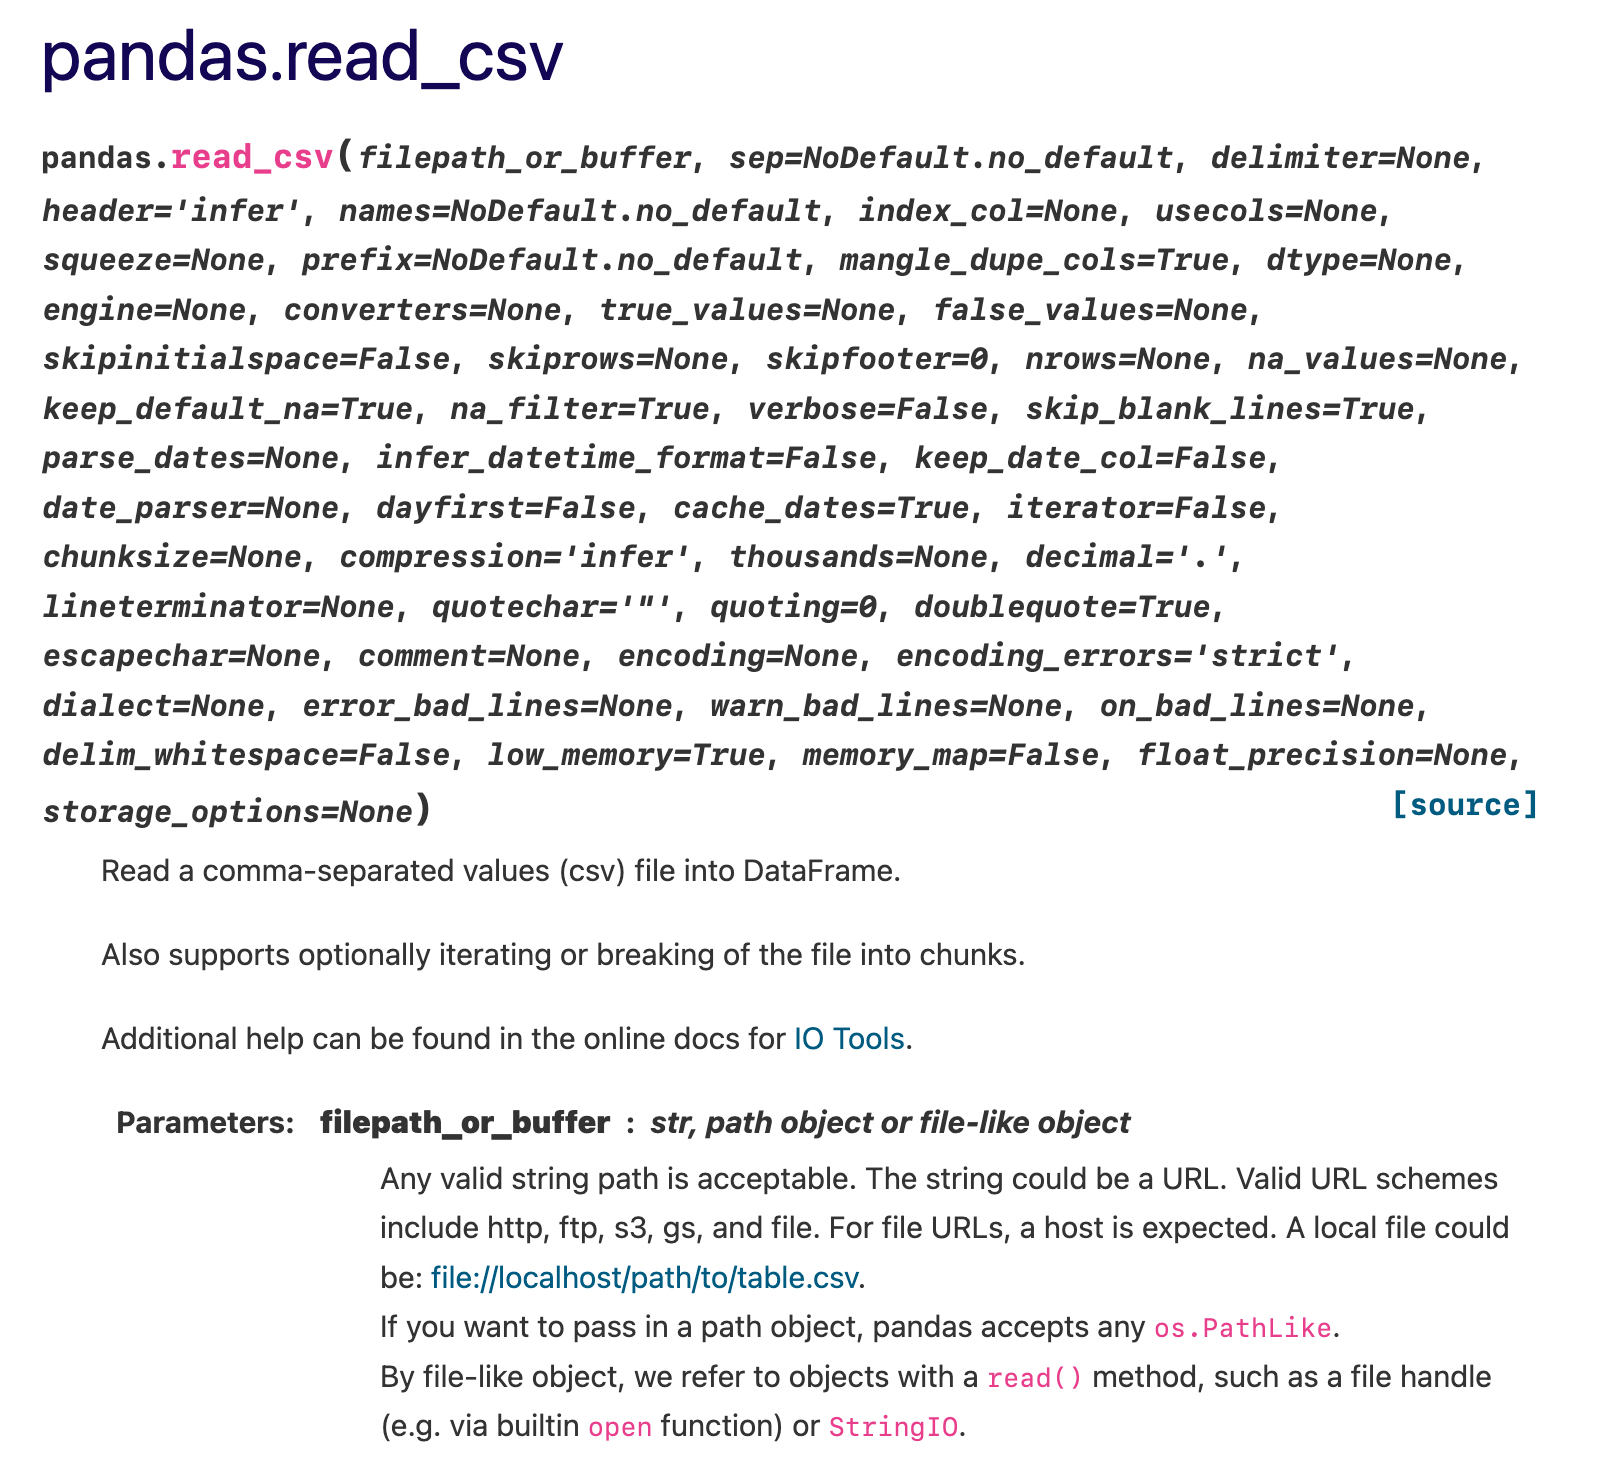 pandas.read_csv
pandas.read_csv(filepath_or_buffer, sep=NoDefault.no_default, delimiter=None,
header='infer', names=NoDefault.no_default, index_col=None, usecols=None,
squeeze=None, prefix=NoDefault.no_default, mangle_dupe_cols=True, dtype=None,
engine=None, converters=None, true_values=None, false_values=None,
skipinitialspace=False, skiprows=None, skipfooter=0, nrows=None, na_values=None,
keep_default_na=True, na_filter=True, verbose=False, skip_blank_lines=True,
parse_dates=None, infer_datetime_format=False, keep_date_col=False,
date_parser=None, dayfirst=False, cache_dates=True, iterator=False,
chunksize=None, compression='infer', thousands=None, decimal='.',
lineterminator=None, quotechar='"', quoting=0, doublequote=True,
escapechar=None, comment=None, encoding=None, encoding_errors='strict',
dialect=None, error_bad_lines=None, warn_bad_lines=None, on_bad_lines=None,
delim_whitespace=False, low_memory=True, memory_map=False, float_precision=None,
storage_options=None) [source]
Read a comma-separated values (csv) file into DataFrame.
Also supports optionally iterating or breaking of the file into chunks.
Additional help can be found in the online docs for IO Tools.
Parameters: filepath_or_buffer : str, path object or file-like object
Any valid string path is acceptable. The string could be a URL. Valid URL schemes
include http, ftp, s3, gs, and file. For file URLs, a host is expected. A local file could
be: file://localhost/path/to/table.csv.
If you want to pass in a path object, pandas accepts any os.PathLike.
By file-like object, we refer to objects with a read() method, such as a file handle
(e.g. via builtin open function) or StringIO.